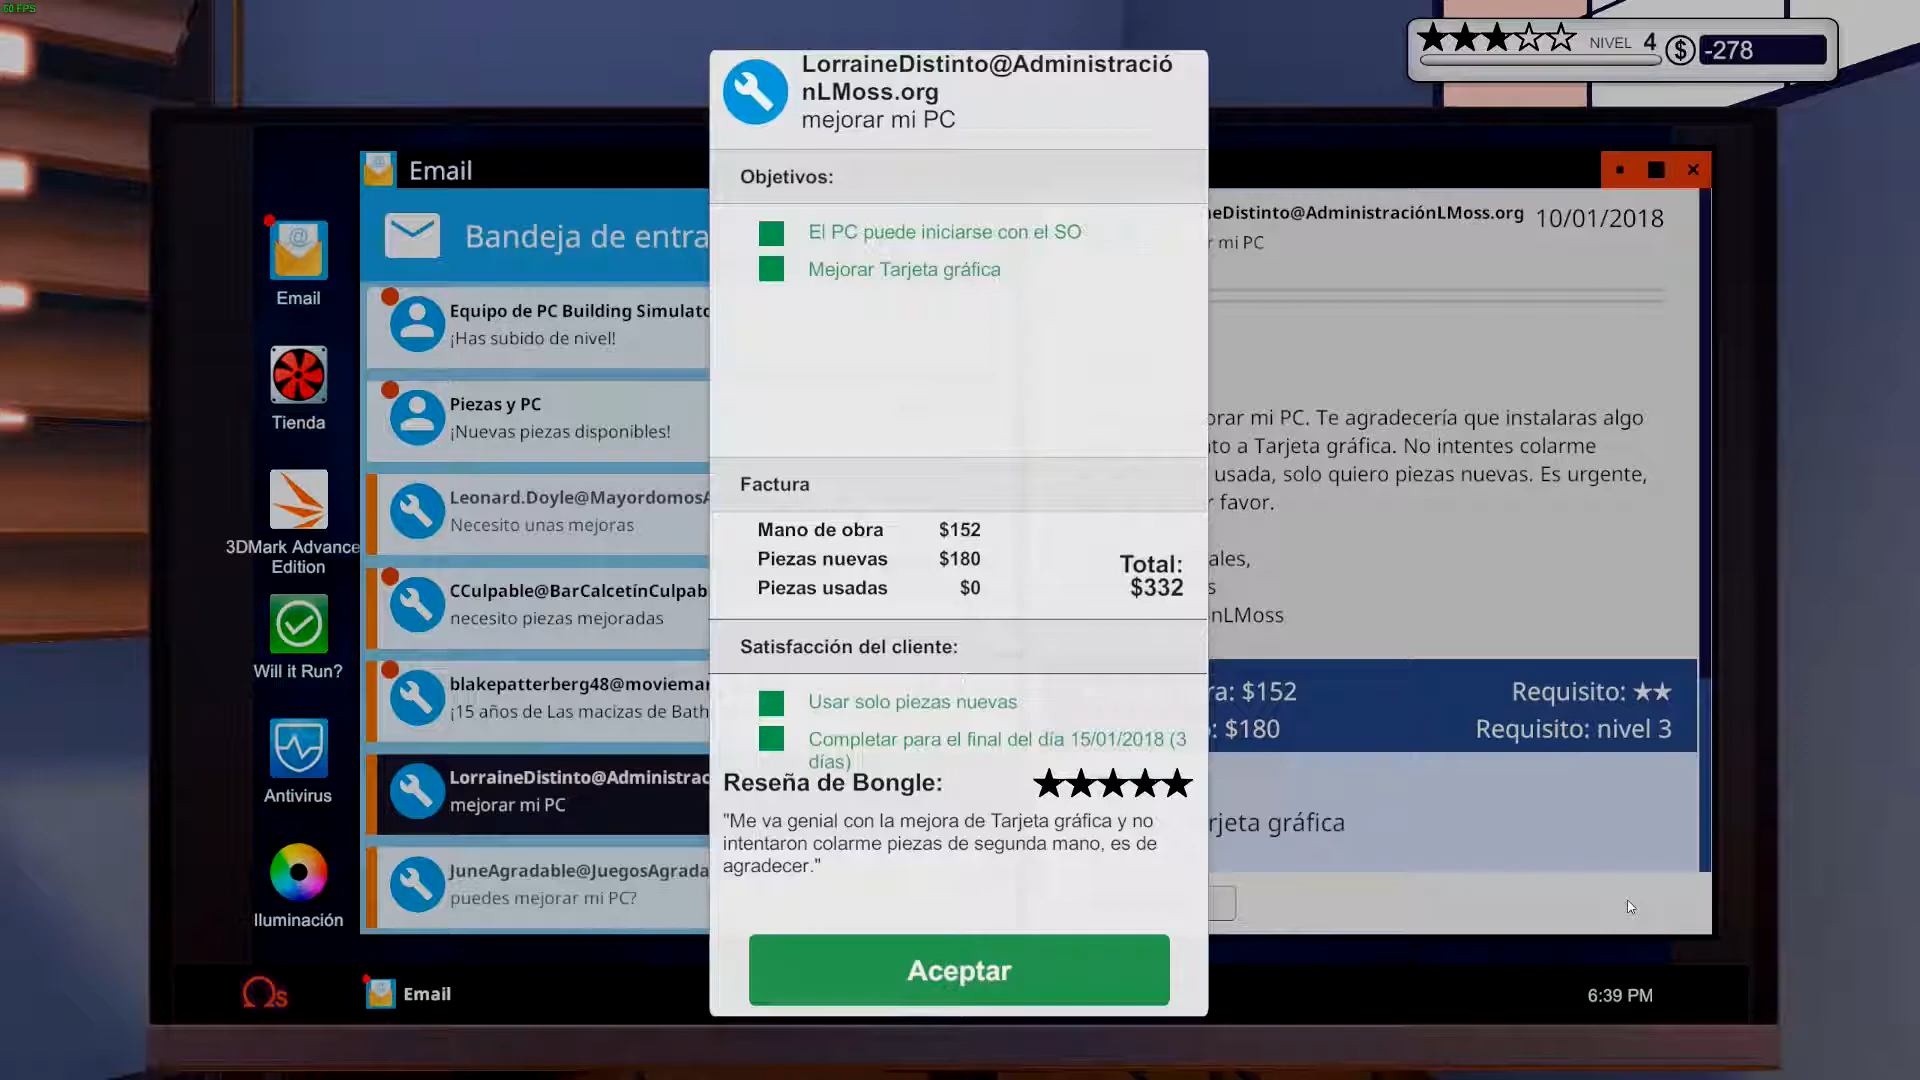 60 FPS
NIVEL 4
$ -278
LorraineDistinto@Administració
nLMoss.org
mejorar mi PC
Objetivos:
El PC puede iniciarse con el SO
Mejorar Tarjeta gráfica
Factura
Mano de obra $152
Piezas nuevas $180
Piezas usadas $0
Total:
$332
Satisfacción del cliente:
Usar solo piezas nuevas
Completar para el final del día 15/01/2018 (3
días)
Reseña de Bongle:
"Me va genial con la mejora de Tarjeta gráfica y no
intentaron colarme piezas de segunda mano, es de
agradecer."
Aceptar
Email
Bandeja de entra
Equipo de PC Building Simulato
¡Has subido de nivel!
Piezas y PC
¡Nuevas piezas disponibles!
Leonard.Doyle@MayordomosA
Necesito unas mejoras
CCulpable@BarCalcetínCulpab
necesito piezas mejoradas
blakepatterberg48@moviemar
¡15 años de Las macizas de Bath
LorraineDistinto@Administrac
mejorar mi PC
JuneAgradable@JuegosAgrada
puedes mejorar mi PC?
eDistinto@AdministraciónLMoss.org 10/01/2018
r mi PC
orar mi PC. Te agradecería que instalaras algo
to a Tarjeta gráfica. No intentes colarme
usada, solo quiero piezas nuevas. Es urgente,
r favor.
ales,
s
nLMoss
ra: $152
Requisito: ★★
: $180
Requisito: nivel 3
rjeta gráfica
Email
Tienda
3DMark Advance
Edition
Will it Run?
Antivirus
Iluminación
Ωs
Email
6:39 PM